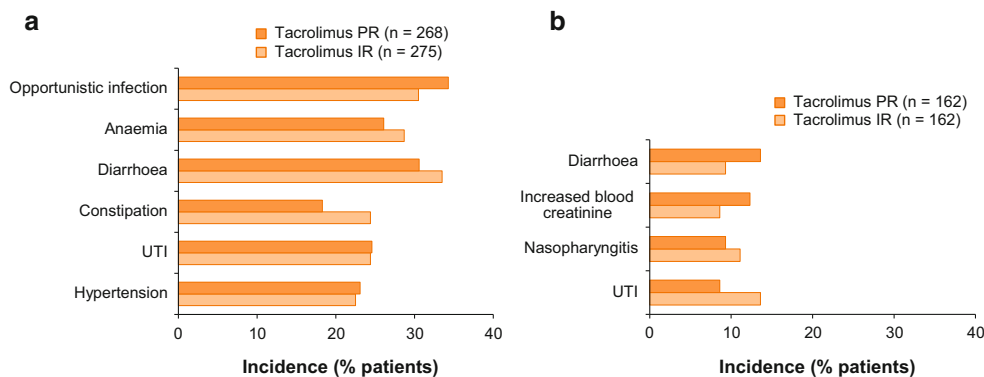 a
Tacrolimus PR (n = 268)
Tacrolimus IR (n = 275)
Opportunistic infection
Anaemia
Diarrhoea
Constipation
UTI
Hypertension
0 10 20 30 40
Incidence (% patients)
b
Tacrolimus PR (n = 162)
Tacrolimus IR (n = 162)
Diarrhoea
Increased blood
creatinine
Nasopharyngitis
UTI
0 10 20 30 40
Incidence (% patients)